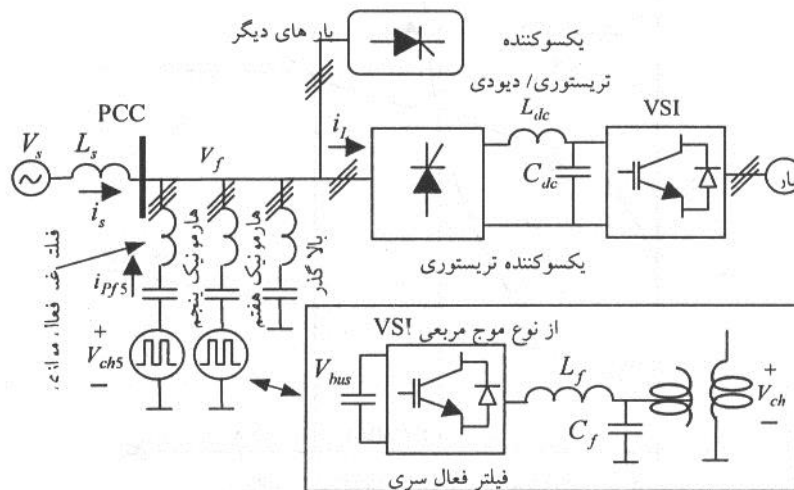 بار های دیگر
یکسوکننده
تریستوری/ دیودی
PCC
V_s
L_s
V_f
i_s
i_l
L_dc
C_dc
VSI
بار
یکسوکننده تریستوری
i_Pf5
هارمونیک پنجم
هارمونیک هفتم
بالا گذر
+
V_ch5
−
VSI از نوع موج مربعی
V_bus
L_f
C_f
+
V_ch
−
فیلتر فعال سری